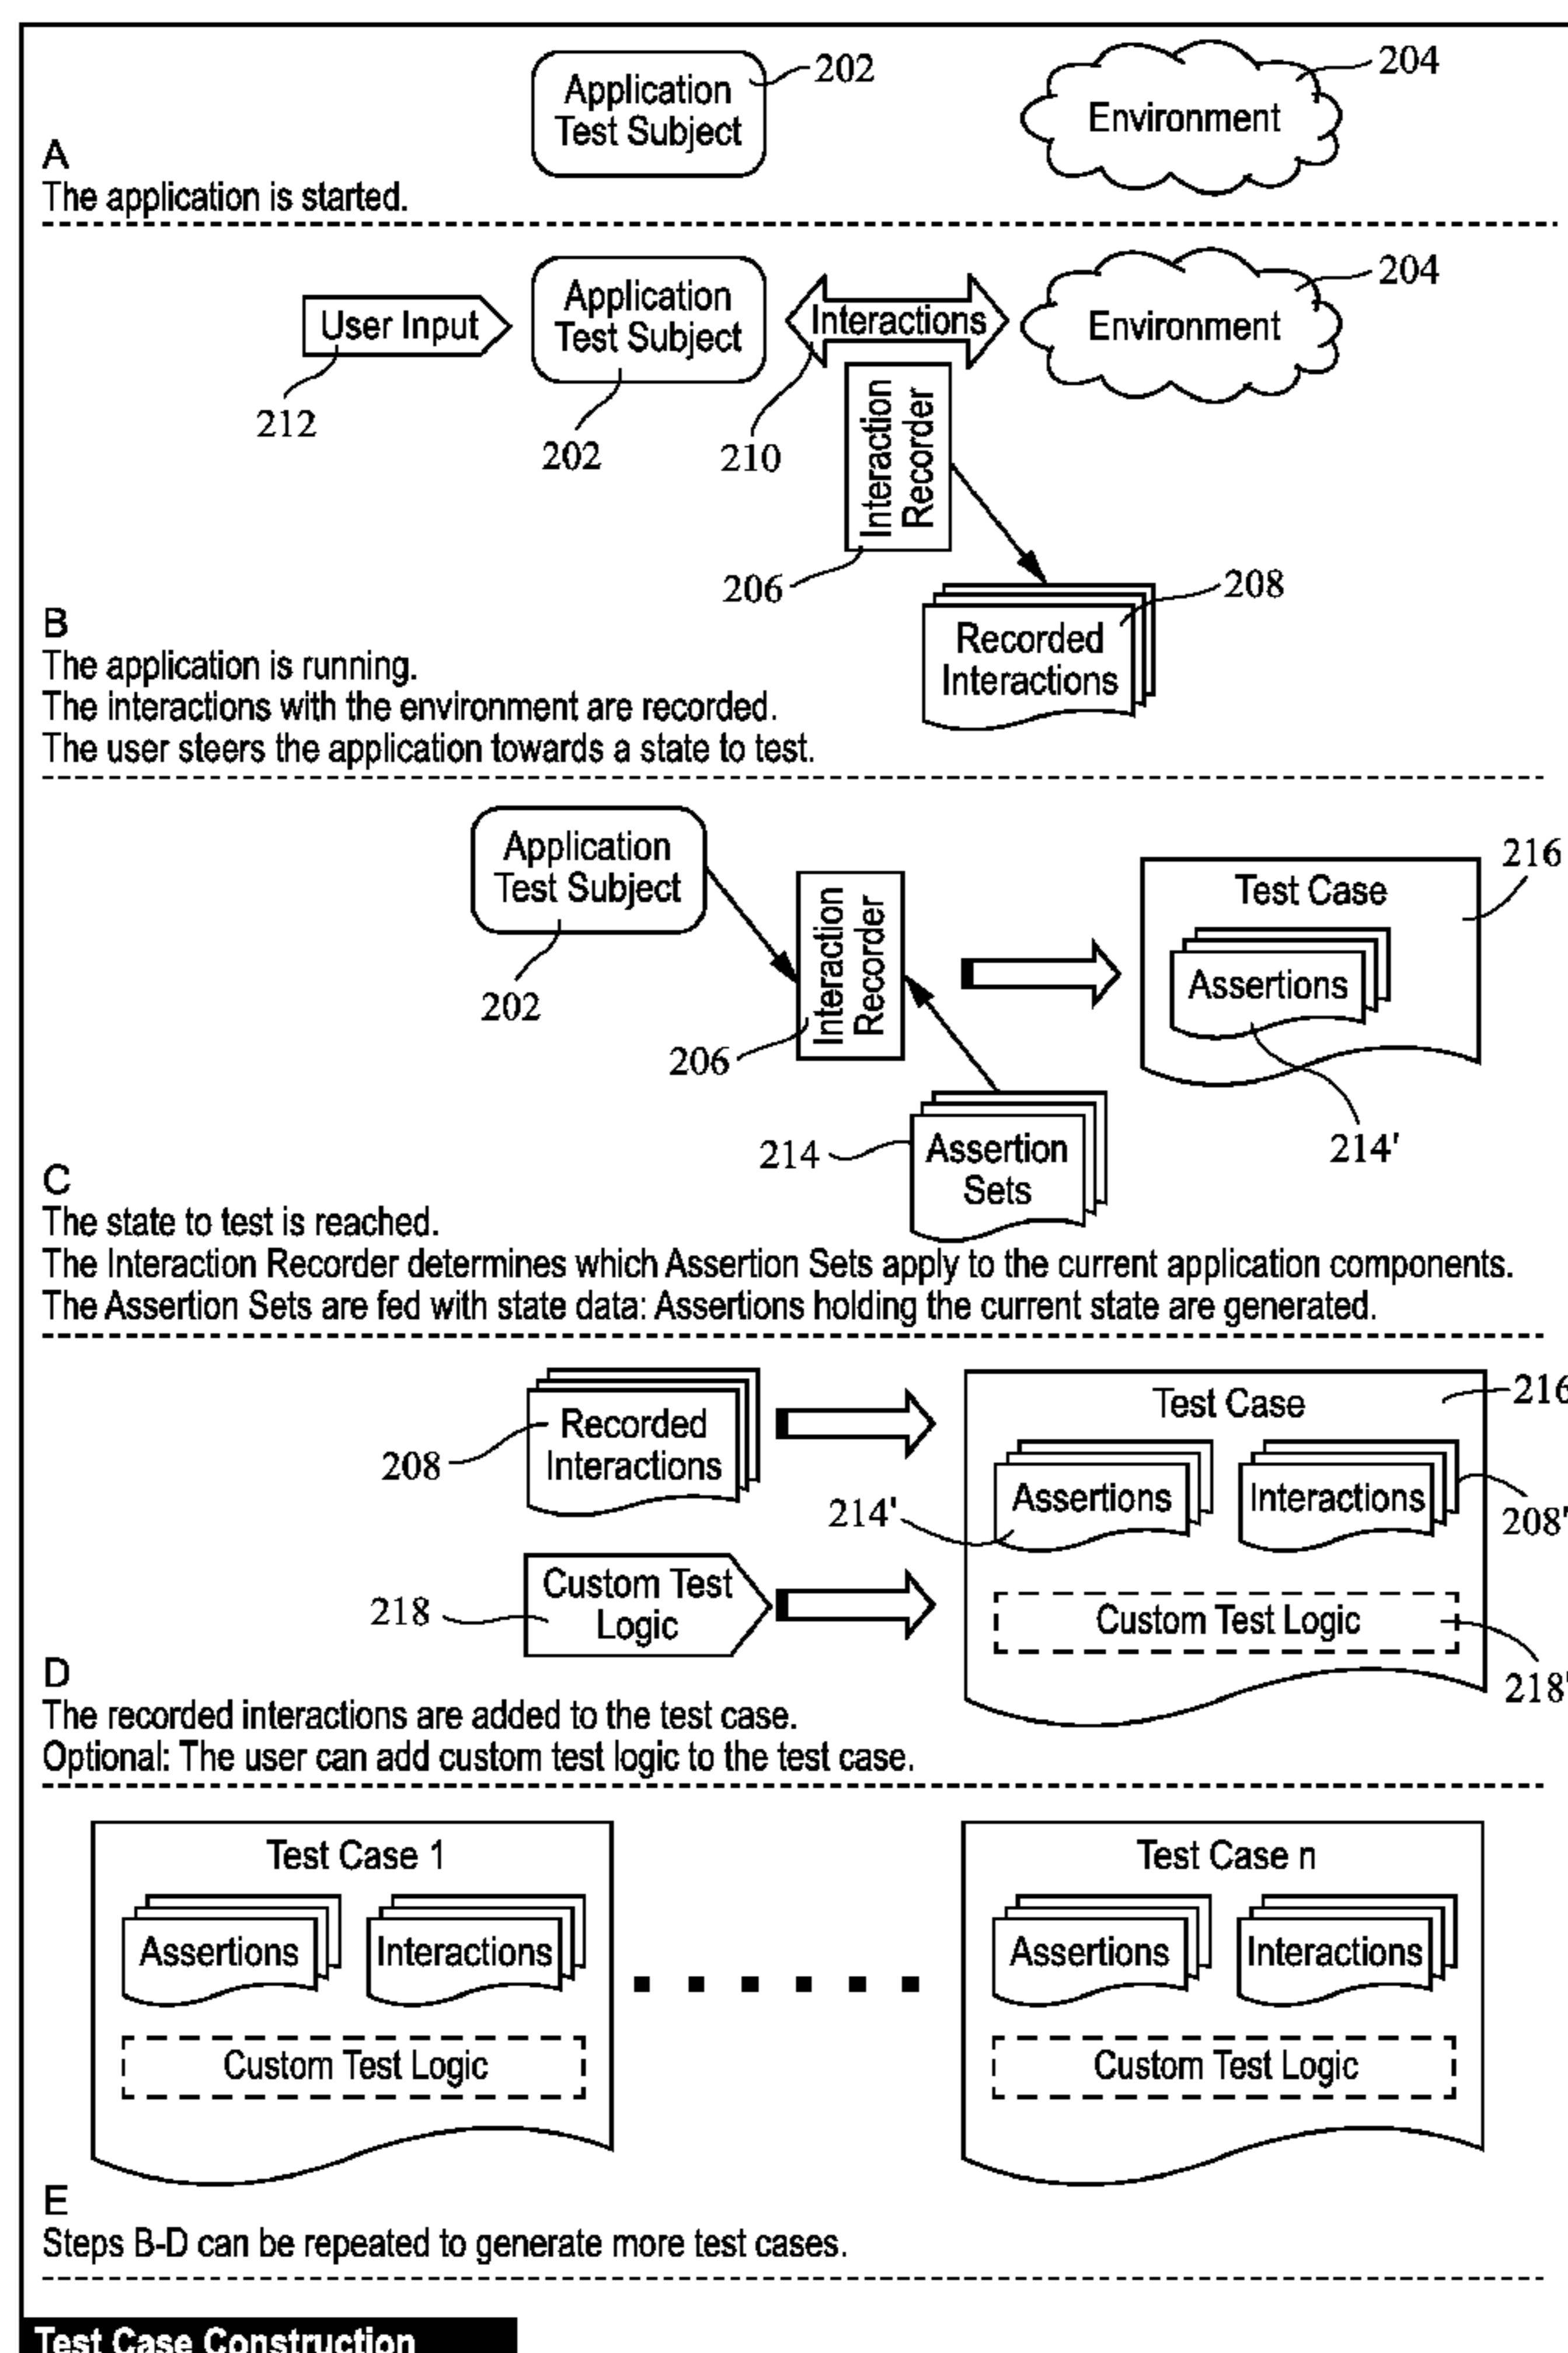 Application
Test Subject
202
Environment
204
A
The application is started.
User Input
212
Application
Test Subject
202
Interactions
210
Environment
204
Interaction
Recorder
206
Recorded
Interactions
208
B
The application is running.
The interactions with the environment are recorded.
The user steers the application towards a state to test.
Application
Test Subject
202
Interaction
Recorder
206
Test Case
216
Assertions
214'
214
Assertion
Sets
C
The state to test is reached.
The Interaction Recorder determines which Assertion Sets apply to the current application components.
The Assertion Sets are fed with state data: Assertions holding the current state are generated.
Recorded
Interactions
208
Test Case
216
Assertions
214'
Interactions
208'
Custom Test
Logic
218
Custom Test Logic
218'
D
The recorded interactions are added to the test case.
Optional: The user can add custom test logic to the test case.
Test Case 1
Assertions
Interactions
Custom Test Logic
Test Case n
Assertions
Interactions
Custom Test Logic
E
Steps B-D can be repeated to generate more test cases.
Test Case Construction